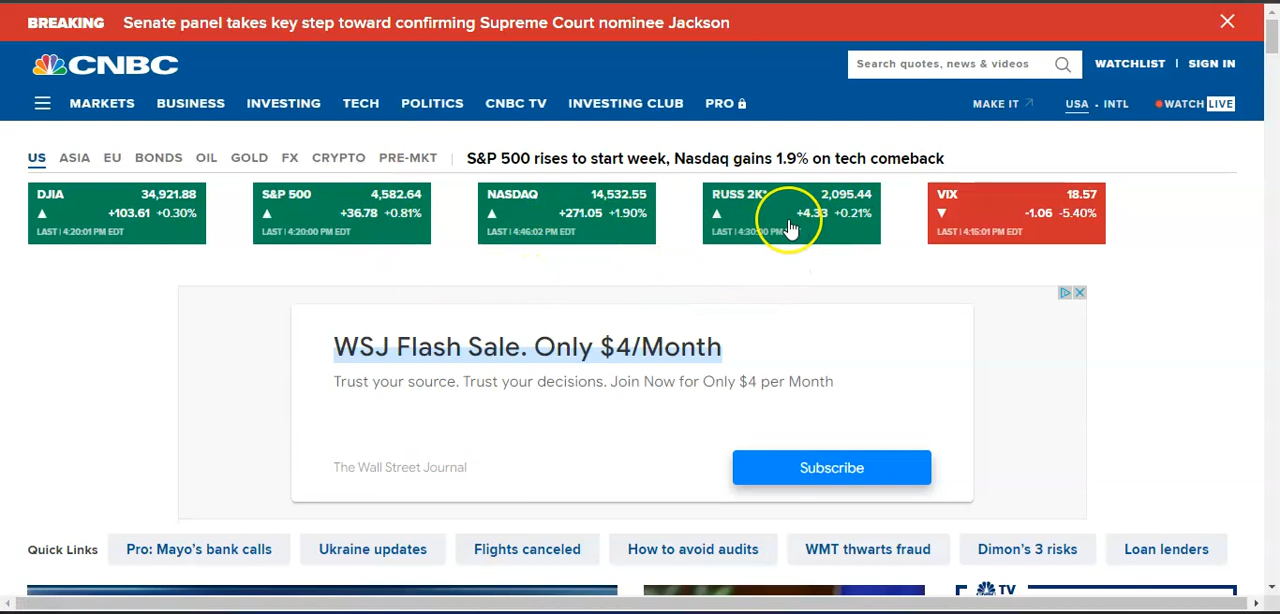 BREAKING Senate panel takes key step toward confirming Supreme Court nominee Jackson
CNBC Search quotes, news & videos WATCHLIST | SIGN IN
MARKETS BUSINESS INVESTING TECH POLITICS CNBC TV INVESTING CLUB PRO MAKE IT USA • INTL WATCH LIVE
US ASIA EU BONDS OIL GOLD FX CRYPTO PRE-MKT | S&P 500 rises to start week, Nasdaq gains 1.9% on tech comeback
DJIA 34,921.88 S&P 500 4,582.64 NASDAQ 14,532.55 RUSS 2K* 2,095.44 VIX 18.57
+103.61 +0.30% +36.78 +0.81% +271.05 +1.90% +4.33 +0.21% -1.06 -5.40%
LAST | 4:20:01 PM EDT LAST | 4:20:00 PM EDT LAST | 4:46:02 PM EDT LAST | 4:30:00 PM LAST | 4:15:01 PM EDT
WSJ Flash Sale. Only $4/Month
Trust your source. Trust your decisions. Join Now for Only $4 per Month
The Wall Street Journal Subscribe
Quick Links Pro: Mayo's bank calls Ukraine updates Flights canceled How to avoid audits WMT thwarts fraud Dimon's 3 risks Loan lenders
TV